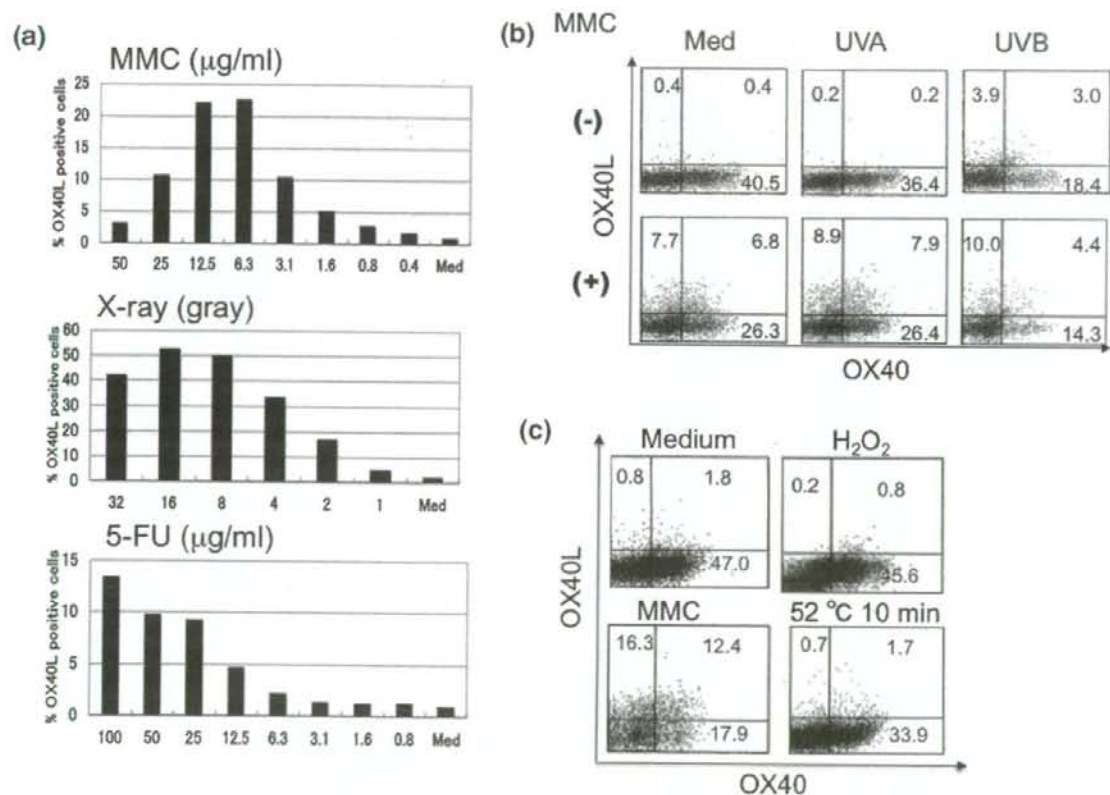 (a)
MMC (μg/ml)
% OX40L positive cells
25
20
15
10
5
0
50 25 12.5 6.3 3.1 1.6 0.8 0.4 Med
X-ray (gray)
% OX40L positive cells
60
50
40
30
20
10
0
32 16 8 4 2 1 Med
5-FU (μg/ml)
% OX40L positive cells
15
10
5
0
100 50 25 12.5 6.3 3.1 1.6 0.8 Med
(b)
MMC
Med UVA UVB
(-)
0.4 0.4 0.2 0.2 3.9 3.0
40.5 36.4 18.4
OX40L
(+)
7.7 6.8 8.9 7.9 10.0 4.4
26.3 26.4 14.3
OX40
(c)
Medium H2O2
0.8 1.8 0.2 0.8
47.0 45.6
OX40L
MMC 52 °C 10 min
16.3 12.4 0.7 1.7
17.9 33.9
OX40